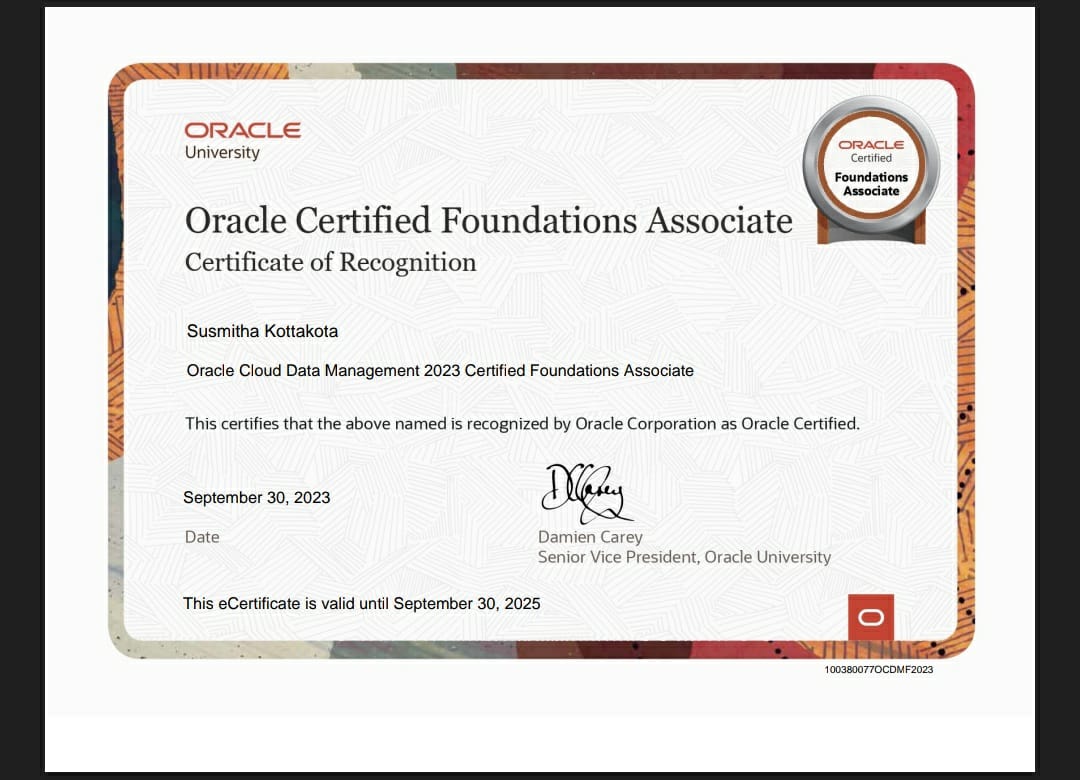 ORACLE
University
ORACLE
Certified
Foundations
Associate
Oracle Certified Foundations Associate
Certificate of Recognition
Susmitha Kottakota
Oracle Cloud Data Management 2023 Certified Foundations Associate
This certifies that the above named is recognized by Oracle Corporation as Oracle Certified.
DCarey
September 30, 2023
Date
Damien Carey
Senior Vice President, Oracle University
This eCertificate is valid until September 30, 2025
100380077OCDMF2023